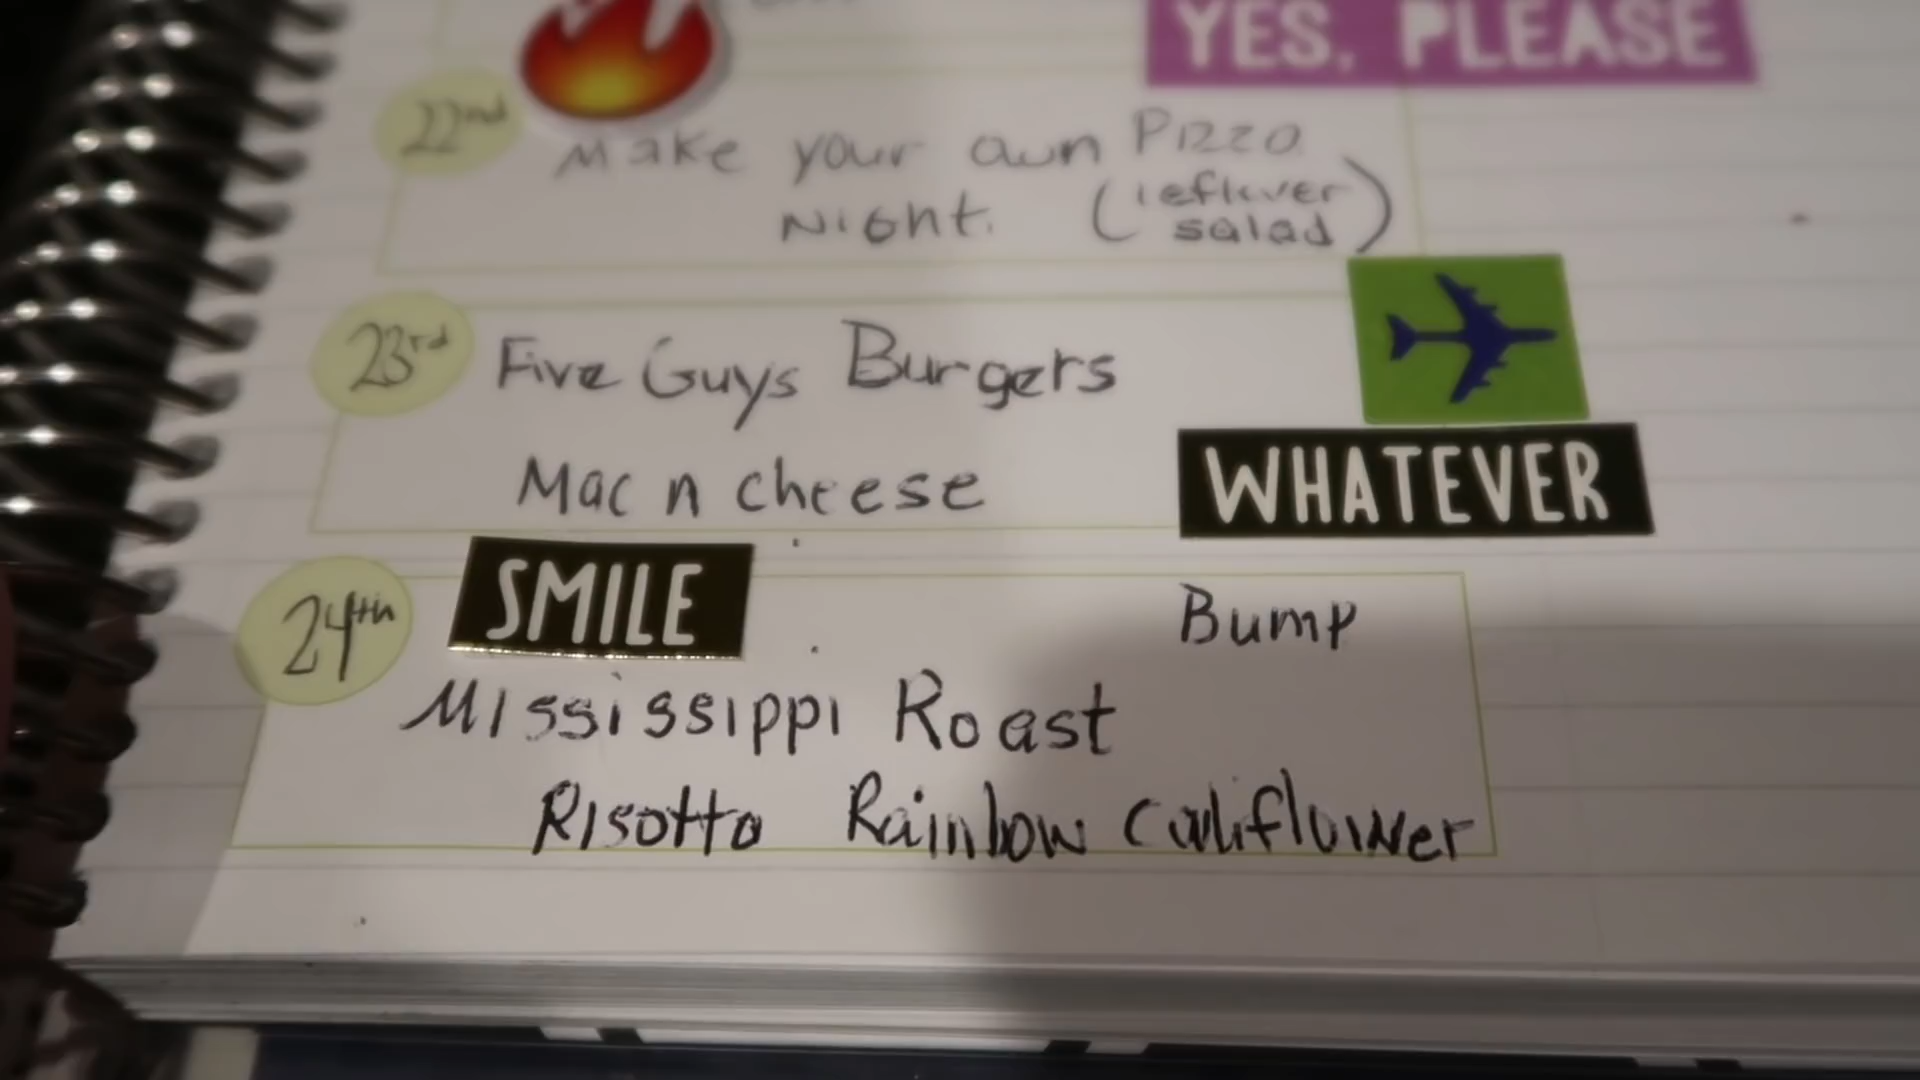 YES, PLEASE
22nd
Make your own Pizza
Night. (leftover salad)
23rd
Five Guys Burgers
Mac n cheese
WHATEVER
24th
SMILE
Bump
Mississippi Roast
Risotto Rainbow Cauliflower